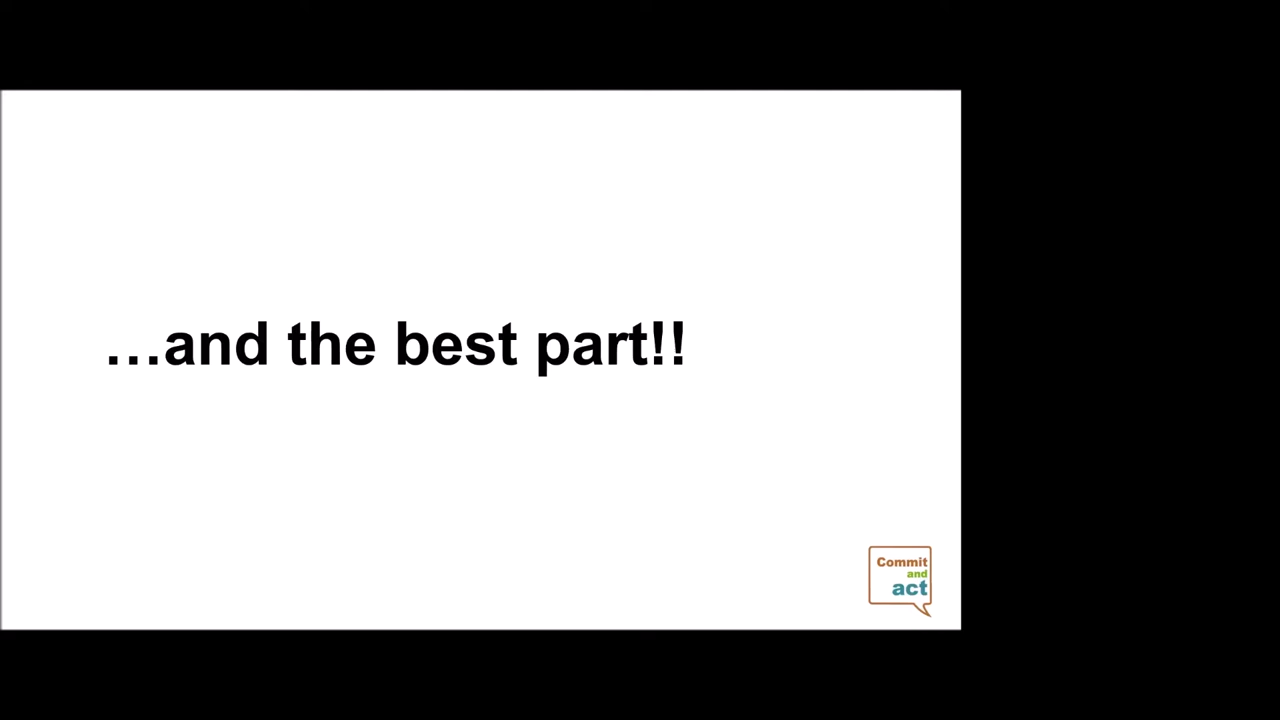 …and the best part!!
Commit
and
act